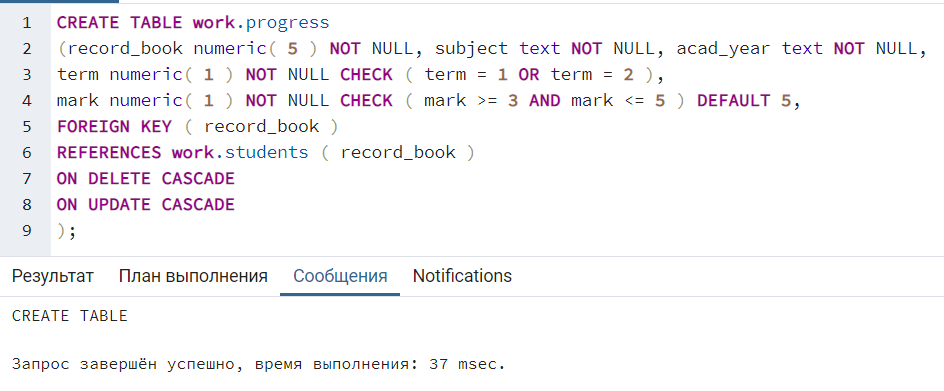 1 CREATE TABLE work.progress
2 (record_book numeric( 5 ) NOT NULL, subject text NOT NULL, acad_year text NOT NULL,
3 term numeric( 1 ) NOT NULL CHECK ( term = 1 OR term = 2 ),
4 mark numeric( 1 ) NOT NULL CHECK ( mark >= 3 AND mark <= 5 ) DEFAULT 5,
5 FOREIGN KEY ( record_book )
6 REFERENCES work.students ( record_book )
7 ON DELETE CASCADE
8 ON UPDATE CASCADE
9 );
Результат План выполнения Сообщения Notifications
CREATE TABLE
Запрос завершён успешно, время выполнения: 37 msec.